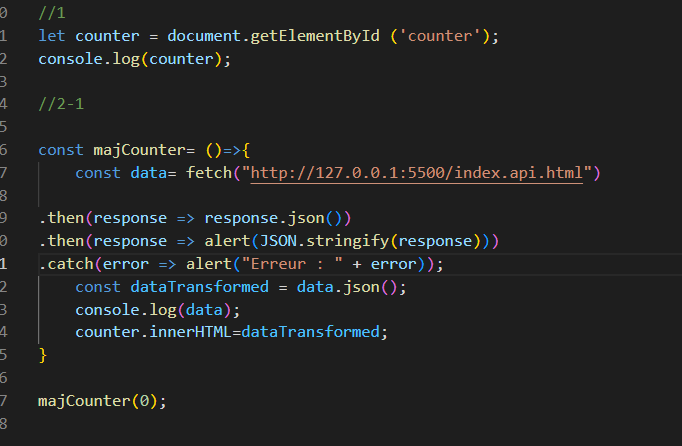 0 //1
1 let counter = document.getElementById ('counter');
2 console.log(counter);
3
4 //2-1
5
6 const majCounter= ()=>{
7 const data= fetch("http://127.0.0.1:5500/index.api.html")
8
9 .then(response => response.json())
0 .then(response => alert(JSON.stringify(response)))
1 .catch(error => alert("Erreur : " + error));
2 const dataTransformed = data.json();
3 console.log(data);
4 counter.innerHTML=dataTransformed;
5 }
6
7 majCounter(0);
8